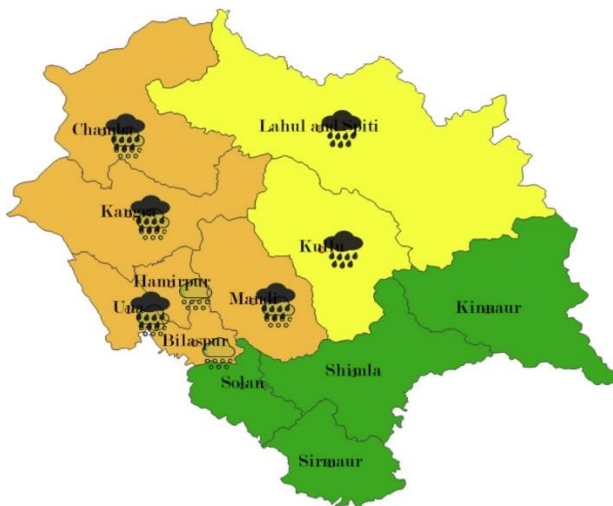 Chamba
Lahul and Spiti
Kangra
Kullu
Hamirpur
Una
Mandi
Kinnaur
Bilaspur
Solan
Shimla
Sirmaur